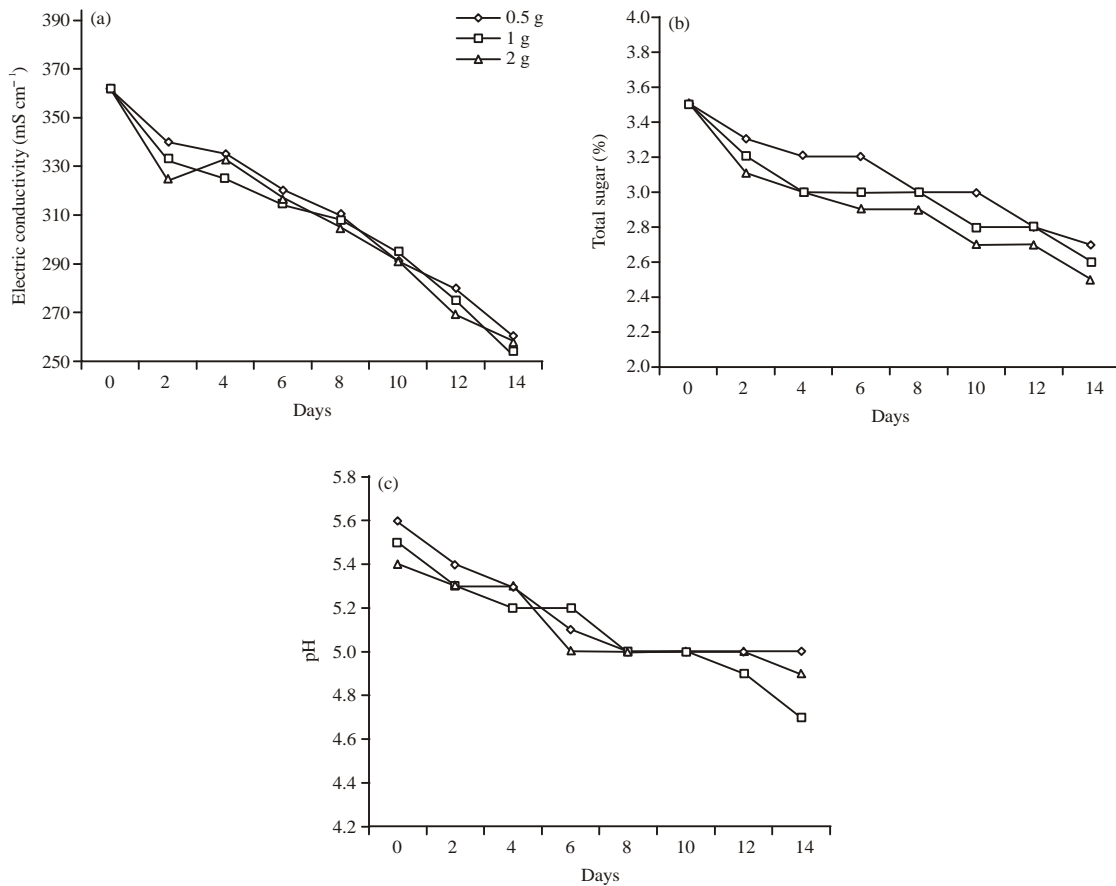 (a)
0.5 g
1 g
2 g
Electric conductivity (mS cm⁻¹)
390
370
350
330
310
290
270
250
0 2 4 6 8 10 12 14
Days
(b)
Total sugar (%)
4.0
3.8
3.6
3.4
3.2
3.0
2.8
2.6
2.4
2.2
2.0
0 2 4 6 8 10 12 14
Days
(c)
pH
5.8
5.6
5.4
5.2
5.0
4.8
4.6
4.4
4.2
0 2 4 6 8 10 12 14
Days